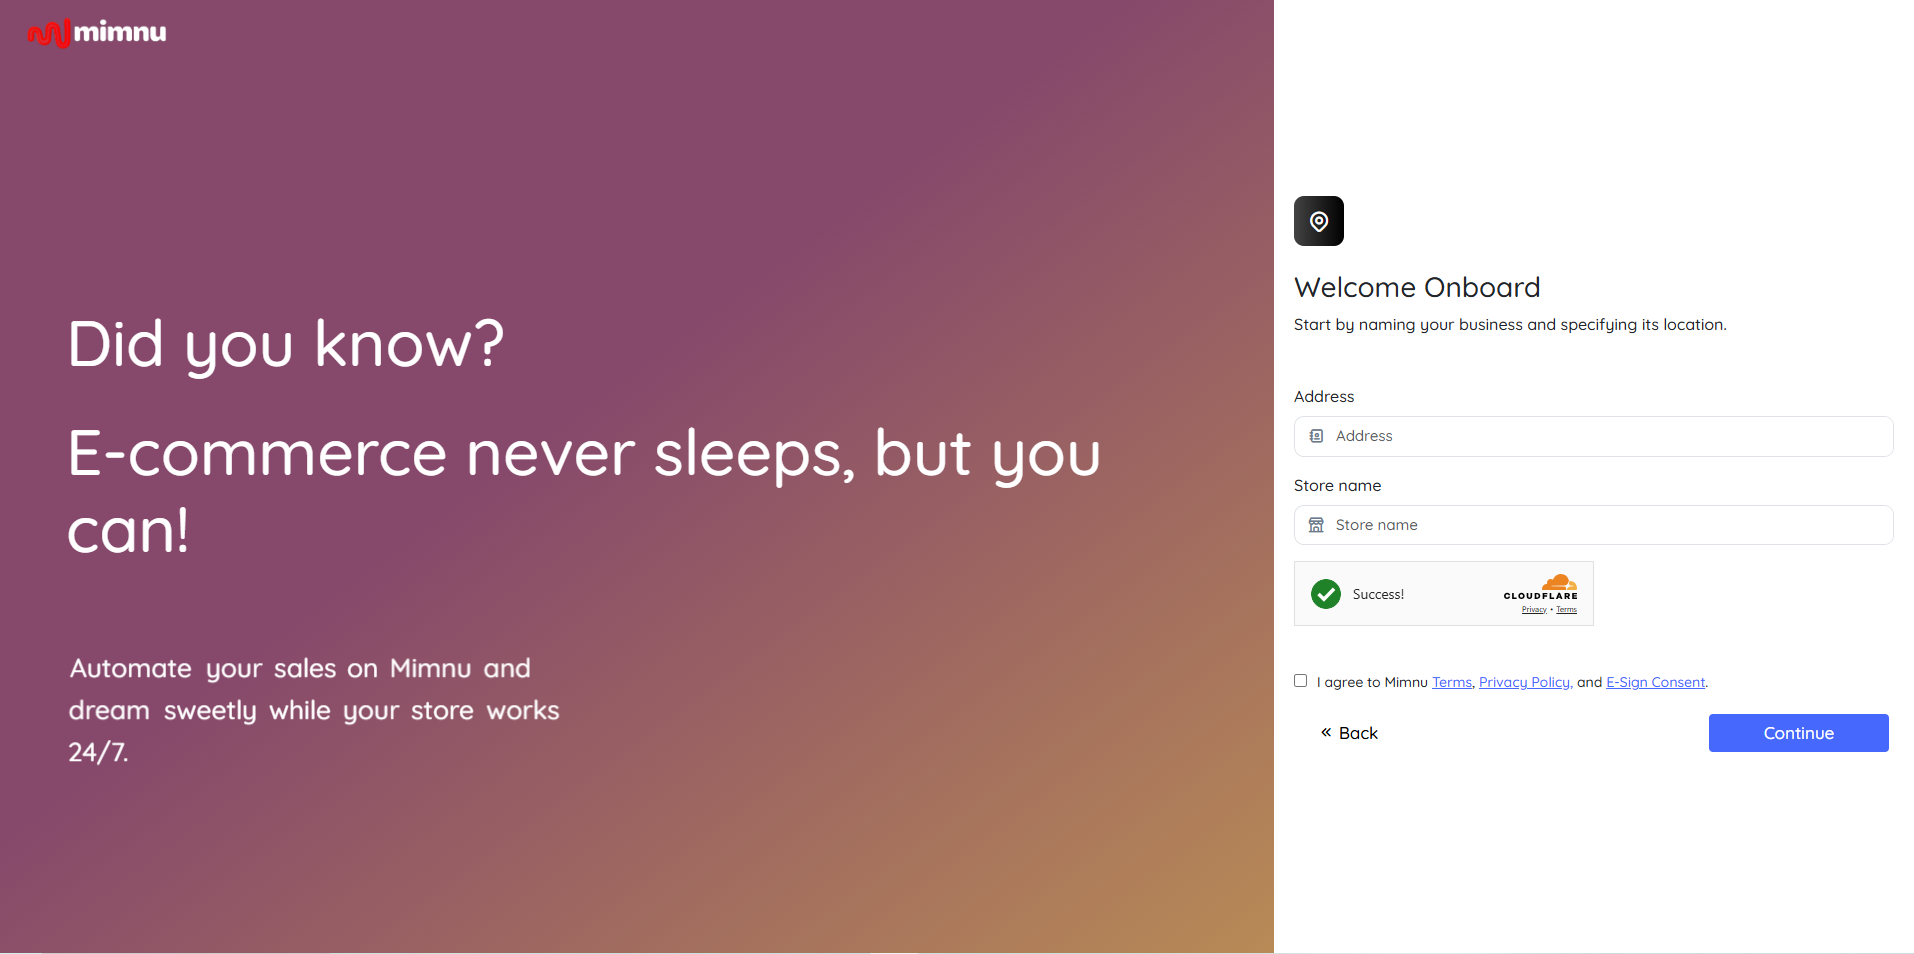 mimnu
Did you know?
E-commerce never sleeps, but you
can!
Automate your sales on Mimnu and
dream sweetly while your store works
24/7.
Welcome Onboard
Start by naming your business and specifying its location.
Address
Address
Store name
Store name
Success!
CLOUDFLARE
Privacy • Terms
I agree to Mimnu Terms, Privacy Policy, and E-Sign Consent.
« Back
Continue